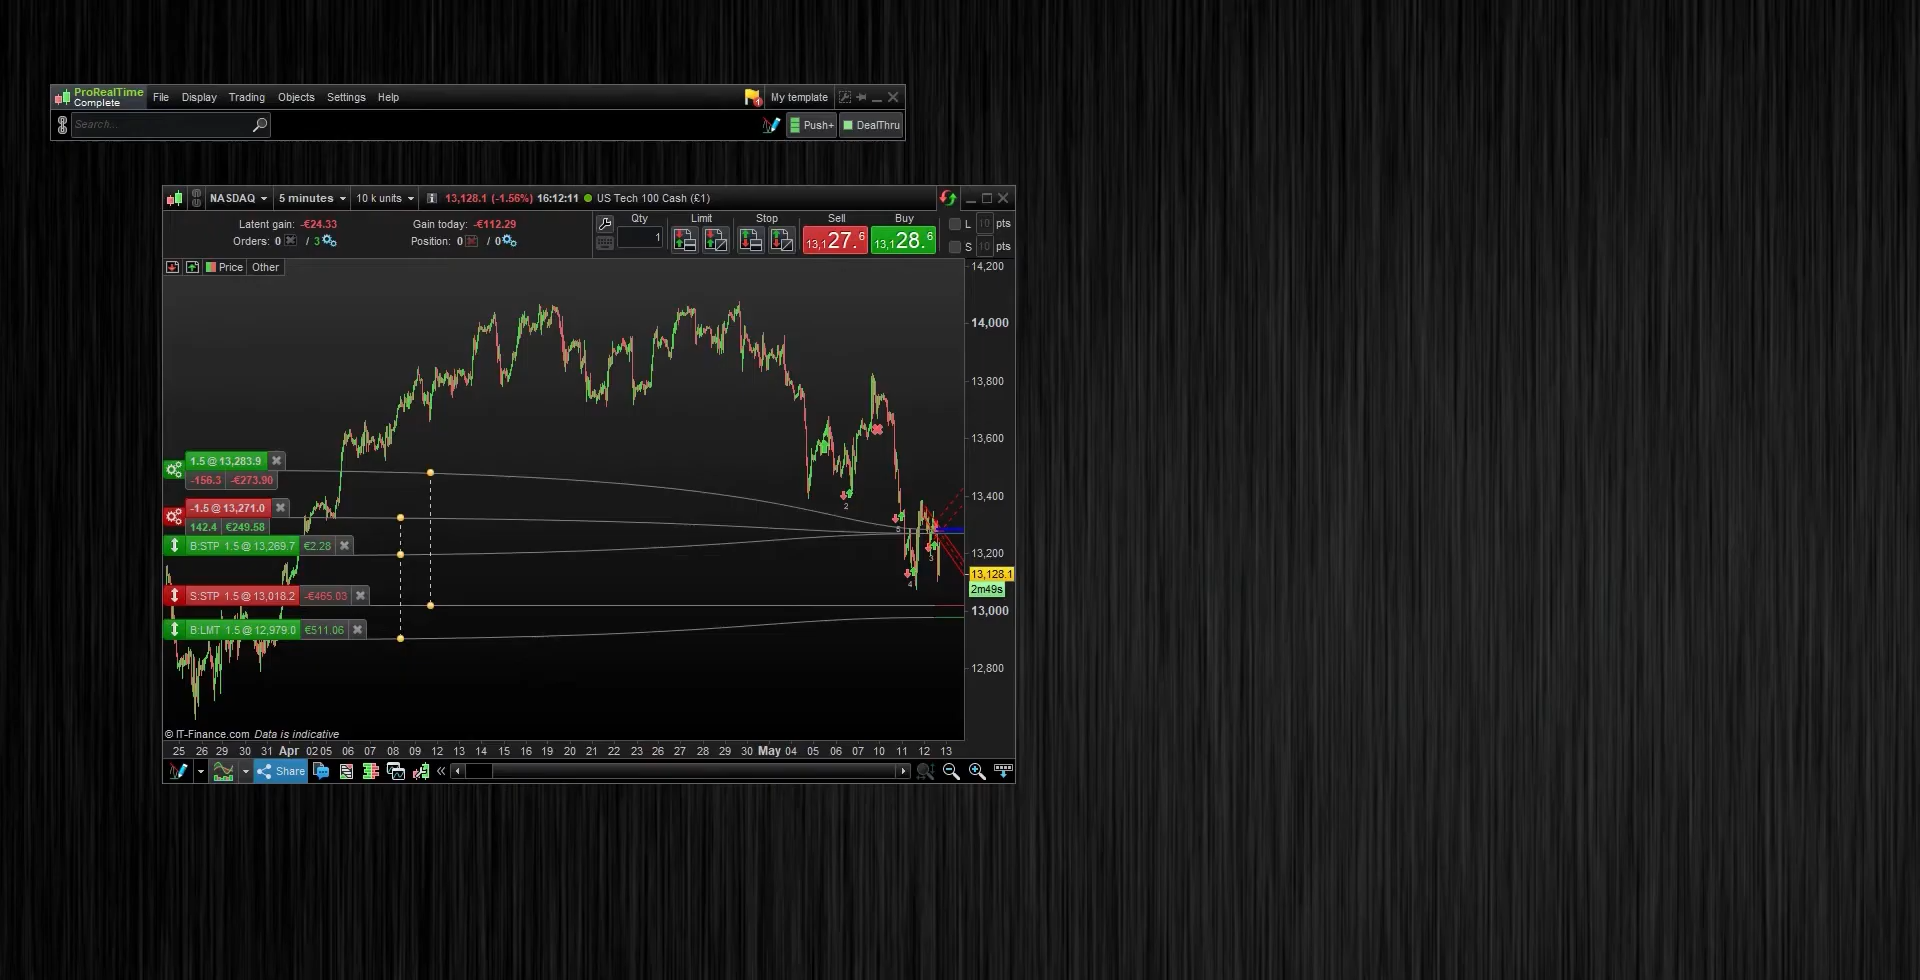 ProRealTime
Complete
File Display Trading Objects Settings Help
My template
Search...
Push+ DealThru
NASDAQ 5 minutes 10 k units 13,128.1 (-1.56%) 16:12:11 US Tech 100 Cash (£1)
Latent gain: -€24.33 Gain today: -€112.29
Orders: 0 / 3 Position: 0 / 0
Qty Limit Stop Sell Buy
1 13,127.6 13,128.6
L 10 pts
S 10 pts
Price Other
14,200
14,000
13,800
13,600
13,400
13,200
13,128.1
2m49s
13,000
12,800
1.5@13,283.9
-156.3 -€273.90
-1.5@13,271.0
142.4 €249.58
B:STP 1.5@13,269.7 €2.28
S:STP 1.5@13,018.2 -€465.03
B:LMT 1.5@12,979.0 €511.06
2
5
3
4
© IT-Finance.com Data is indicative
25 26 29 30 31 Apr 02 05 06 07 08 09 12 13 14 15 16 19 20 21 22 23 26 27 28 29 30 May 04 05 06 07 10 11 12 13
Share